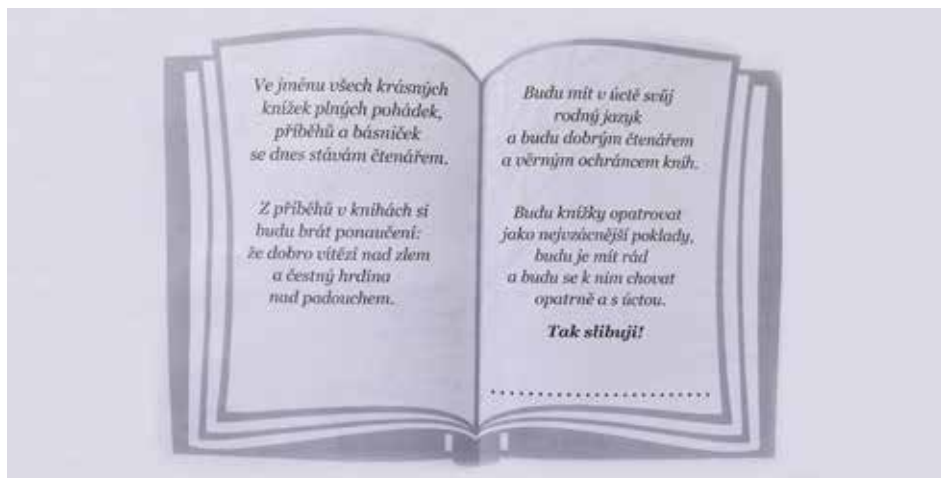 Ve jménu všech krásných
knížek plných pohádek,
příběhů a básniček
se dnes stávám čtenářem.
Z příběhů v knihách si
budu brát ponaučení:
že dobro vítězí nad zlem
a čestný hrdina
nad padouchem.
Budu mít v úctě svůj
rodný jazyk
a budu dobrým čtenářem
a věrným ochráncem knih.
Budu knížky opatrovat
jako nejvzácnější poklady,
budu je mít rád
a budu se k nim chovat
opatrně a s úctou.
Tak slibuji!